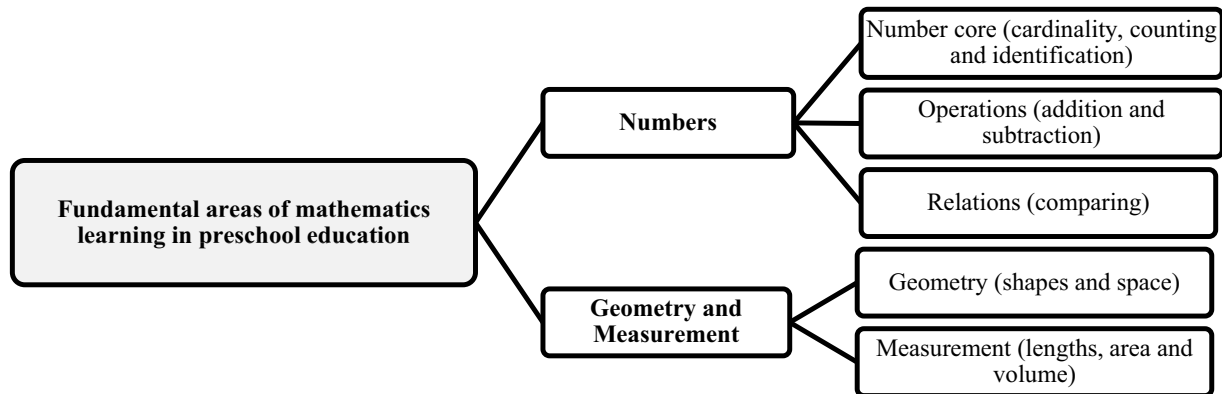 Fundamental areas of mathematics
learning in preschool education
Numbers
Number core (cardinality, counting
and identification)
Operations (addition and
subtraction)
Relations (comparing)
Geometry and
Measurement
Geometry (shapes and space)
Measurement (lengths, area and
volume)